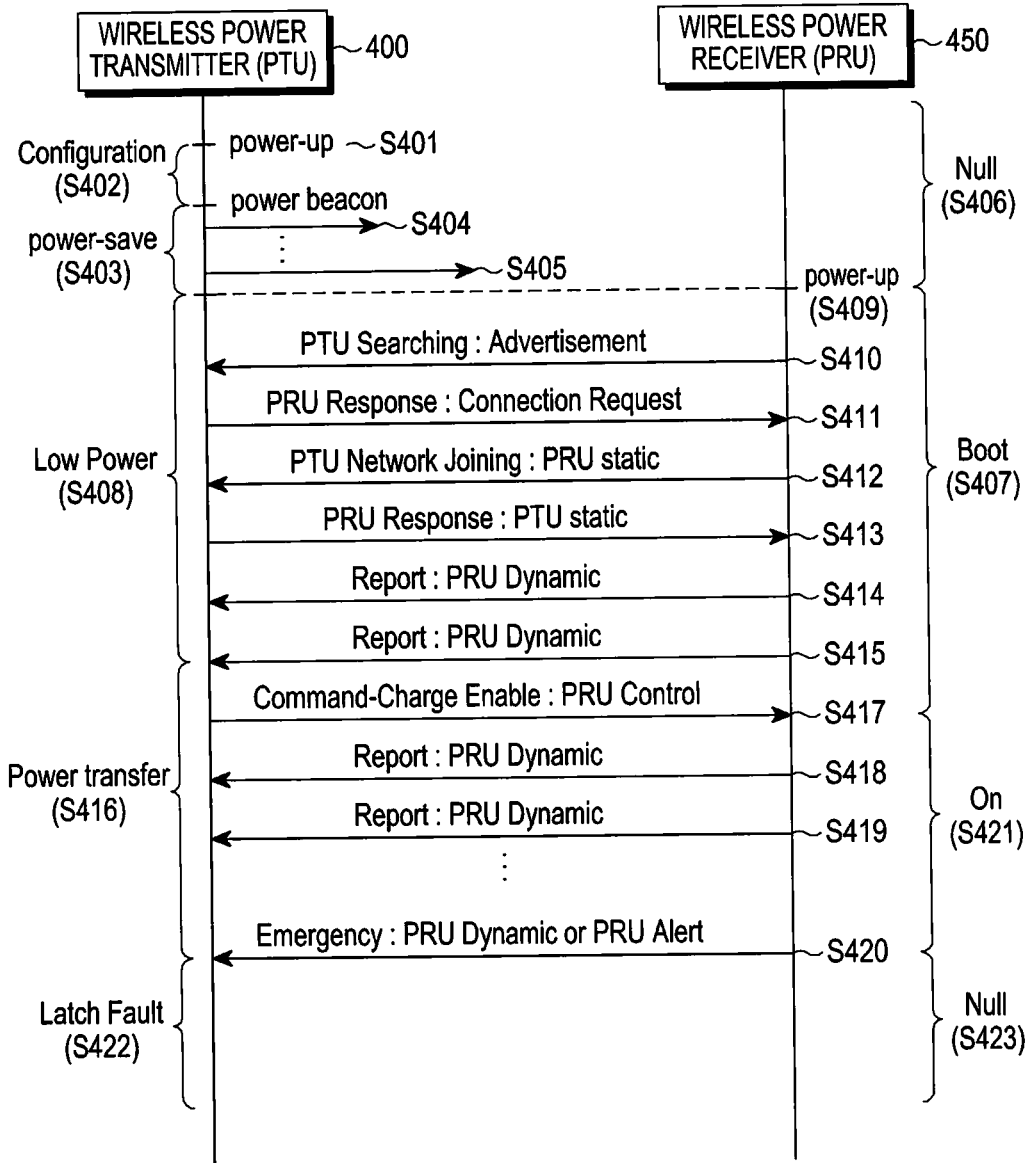 WIRELESS POWER
TRANSMITTER (PTU)
400
WIRELESS POWER
RECEIVER (PRU)
450
Configuration
(S402)
power-up
S401
Null
(S406)
power beacon
S404
power-save
(S403)
S405
power-up
(S409)
PTU Searching : Advertisement
S410
PRU Response : Connection Request
S411
Low Power
(S408)
PTU Network Joining : PRU static
S412
Boot
(S407)
PRU Response : PTU static
S413
Report : PRU Dynamic
S414
Report : PRU Dynamic
S415
Command-Charge Enable : PRU Control
S417
Power transfer
(S416)
Report : PRU Dynamic
S418
Report : PRU Dynamic
S419
On
(S421)
Emergency : PRU Dynamic or PRU Alert
S420
Latch Fault
(S422)
Null
(S423)